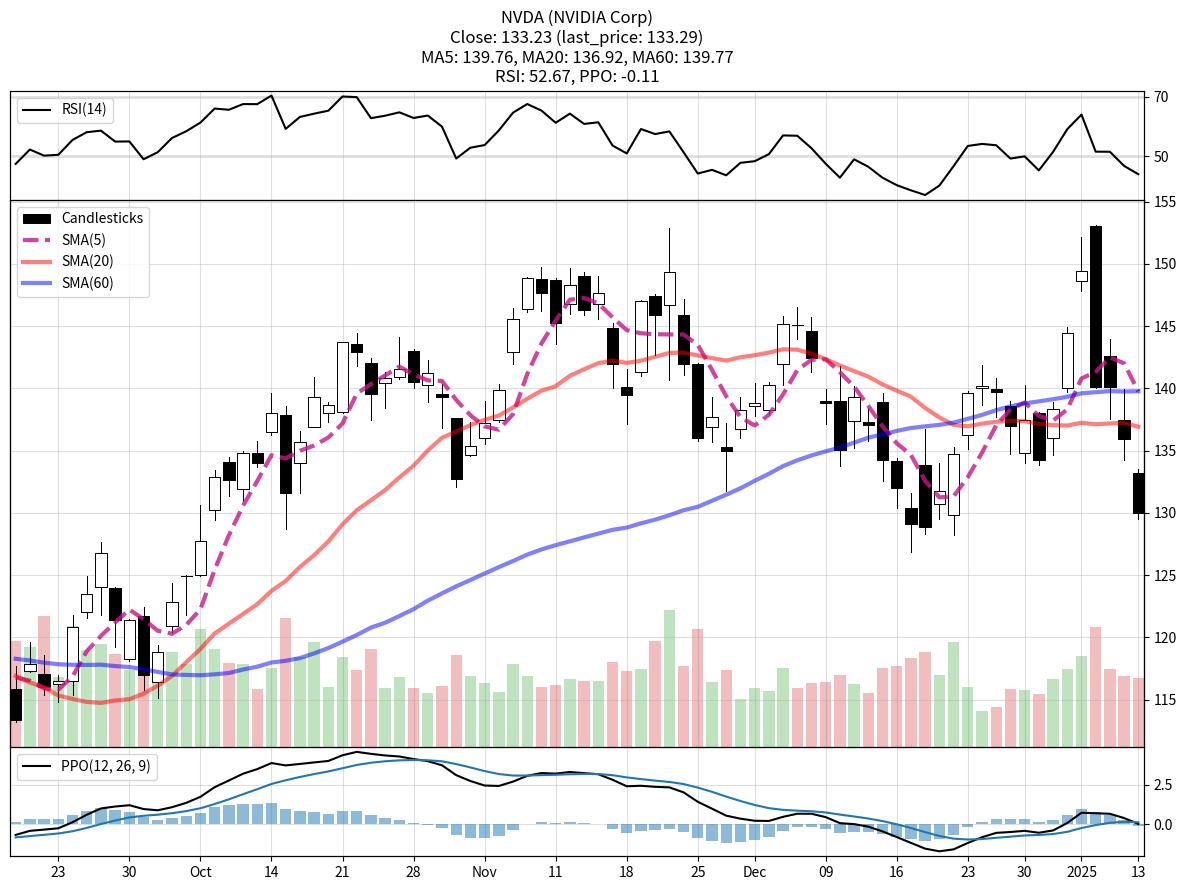 NVDA (NVIDIA Corp)
Close: 133.23 (last_price: 133.29)
MA5: 139.76, MA20: 136.92, MA60: 139.77
RSI: 52.67, PPO: -0.11
RSI(14)
70
50
Candlesticks
SMA(5)
SMA(20)
SMA(60)
155
150
145
140
135
130
125
120
115
PPO(12, 26, 9)
2.5
0.0
23 30 Oct 14 21 28 Nov 11 18 25 Dec 09 16 23 30 2025 13